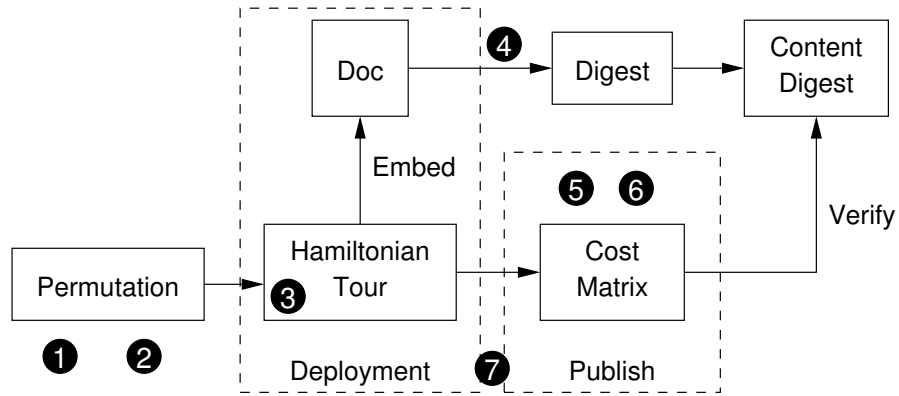 Doc
4
Digest
Content
Digest
Embed
5
6
Verify
Permutation
Hamiltonian
Tour
3
Cost
Matrix
1
2
Deployment
7
Publish